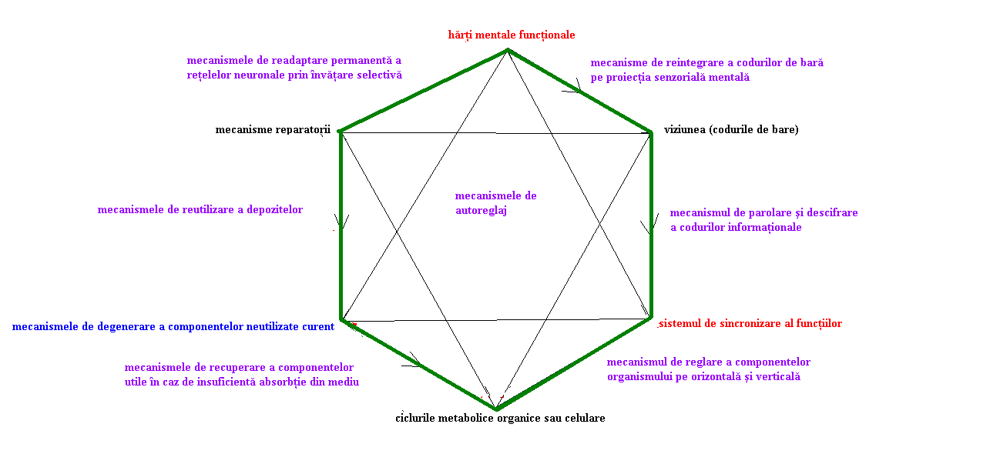 hărți mentale funcționale
mecanismele de readaptare permanentă a
rețelelor neuronale prin învățare selectivă
mecanisme de reintegrare a codurilor de bară
pe proiecția senzorială mentală
mecanisme reparatorii
viziunea (codurile de bare)
mecanismele de
autoreglaj
mecanismele de reutilizare a depozitelor
mecanismul de parolare și descifrare
a codurilor informaționale
mecanismele de degenerare a componentelor neutilizate curent
sistemul de sincronizare al funcțiilor
mecanismele de recuperare a componentelor
utile în caz de insuficientă absorbție din mediu
mecanismul de reglare a componentelor
organismului pe orizontală și verticală
ciclurile metabolice organice sau celulare